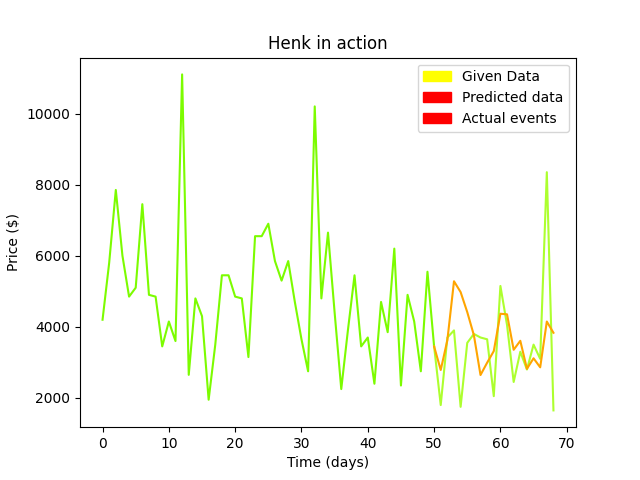 Henk in action
Given Data
Predicted data
Actual events
Price ($)
10000
8000
6000
4000
2000
0 10 20 30 40 50 60 70
Time (days)